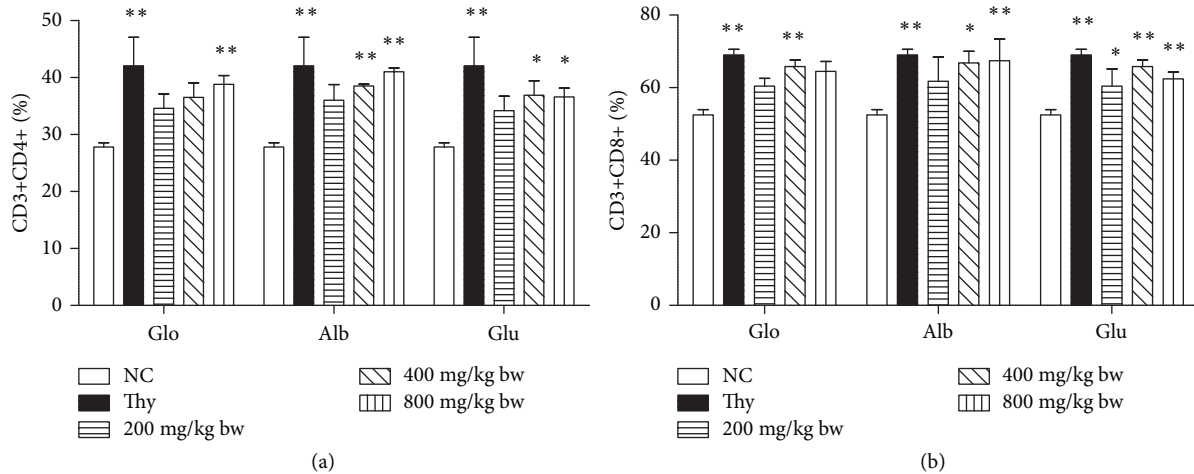 50
40
30
20
10
0
CD3+CD4+ (%)
** ** **
** ** * *
**
Glo Alb Glu
NC
Thy
200 mg/kg bw
400 mg/kg bw
800 mg/kg bw
(a)
80
60
40
20
0
CD3+CD8+ (%)
** ** ** * ** ** * ** **
Glo Alb Glu
NC
Thy
200 mg/kg bw
400 mg/kg bw
800 mg/kg bw
(b)